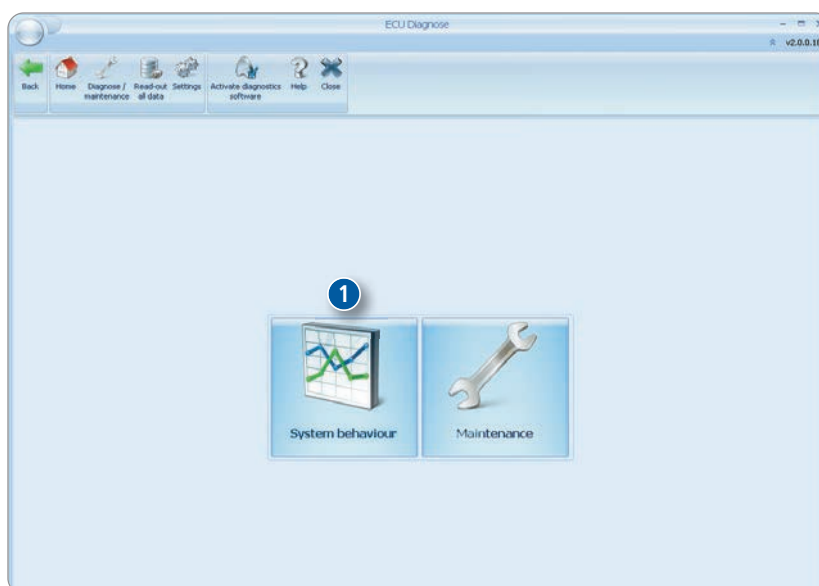 ECU Diagnose
v2.0.0.18
Back
Home
Diagnose /
maintenance
Read-out
all data
Settings
Activate diagnostics
software
Help
Close
1
System behaviour
Maintenance